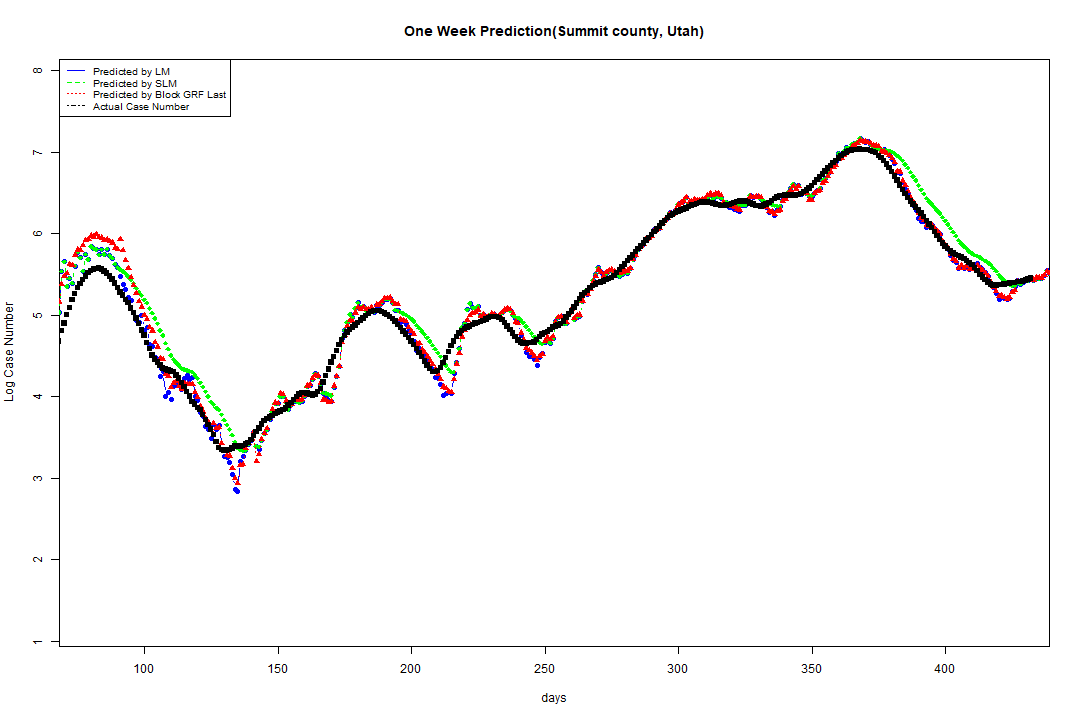 One Week Prediction(Summit county, Utah)
Predicted by LM
Predicted by SLM
Predicted by Block GRF Last
Actual Case Number
8
7
6
5
4
3
2
1
Log Case Number
100 150 200 250 300 350 400
days